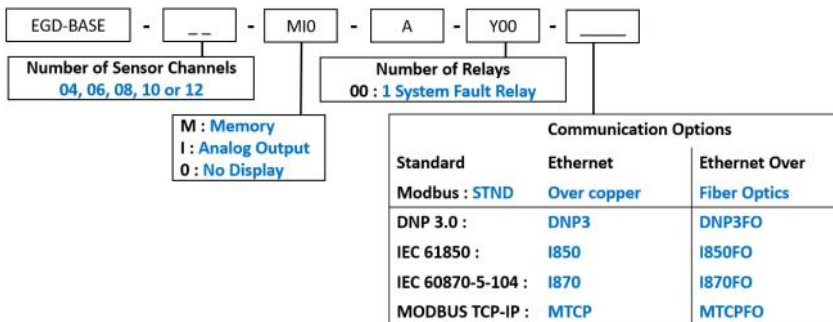 EGD-BASE - _ _ - MI0 - A - Y00 - ____
Number of Sensor Channels
04, 06, 08, 10 or 12
Number of Relays
00 : 1 System Fault Relay
M : Memory
I : Analog Output
0 : No Display
Communication Options
Standard Ethernet Ethernet Over
Modbus : STND Over copper Fiber Optics
DNP 3.0 : DNP3 DNP3FO
IEC 61850 : I850 I850FO
IEC 60870-5-104 : I870 I870FO
MODBUS TCP-IP : MTCP MTCPFO